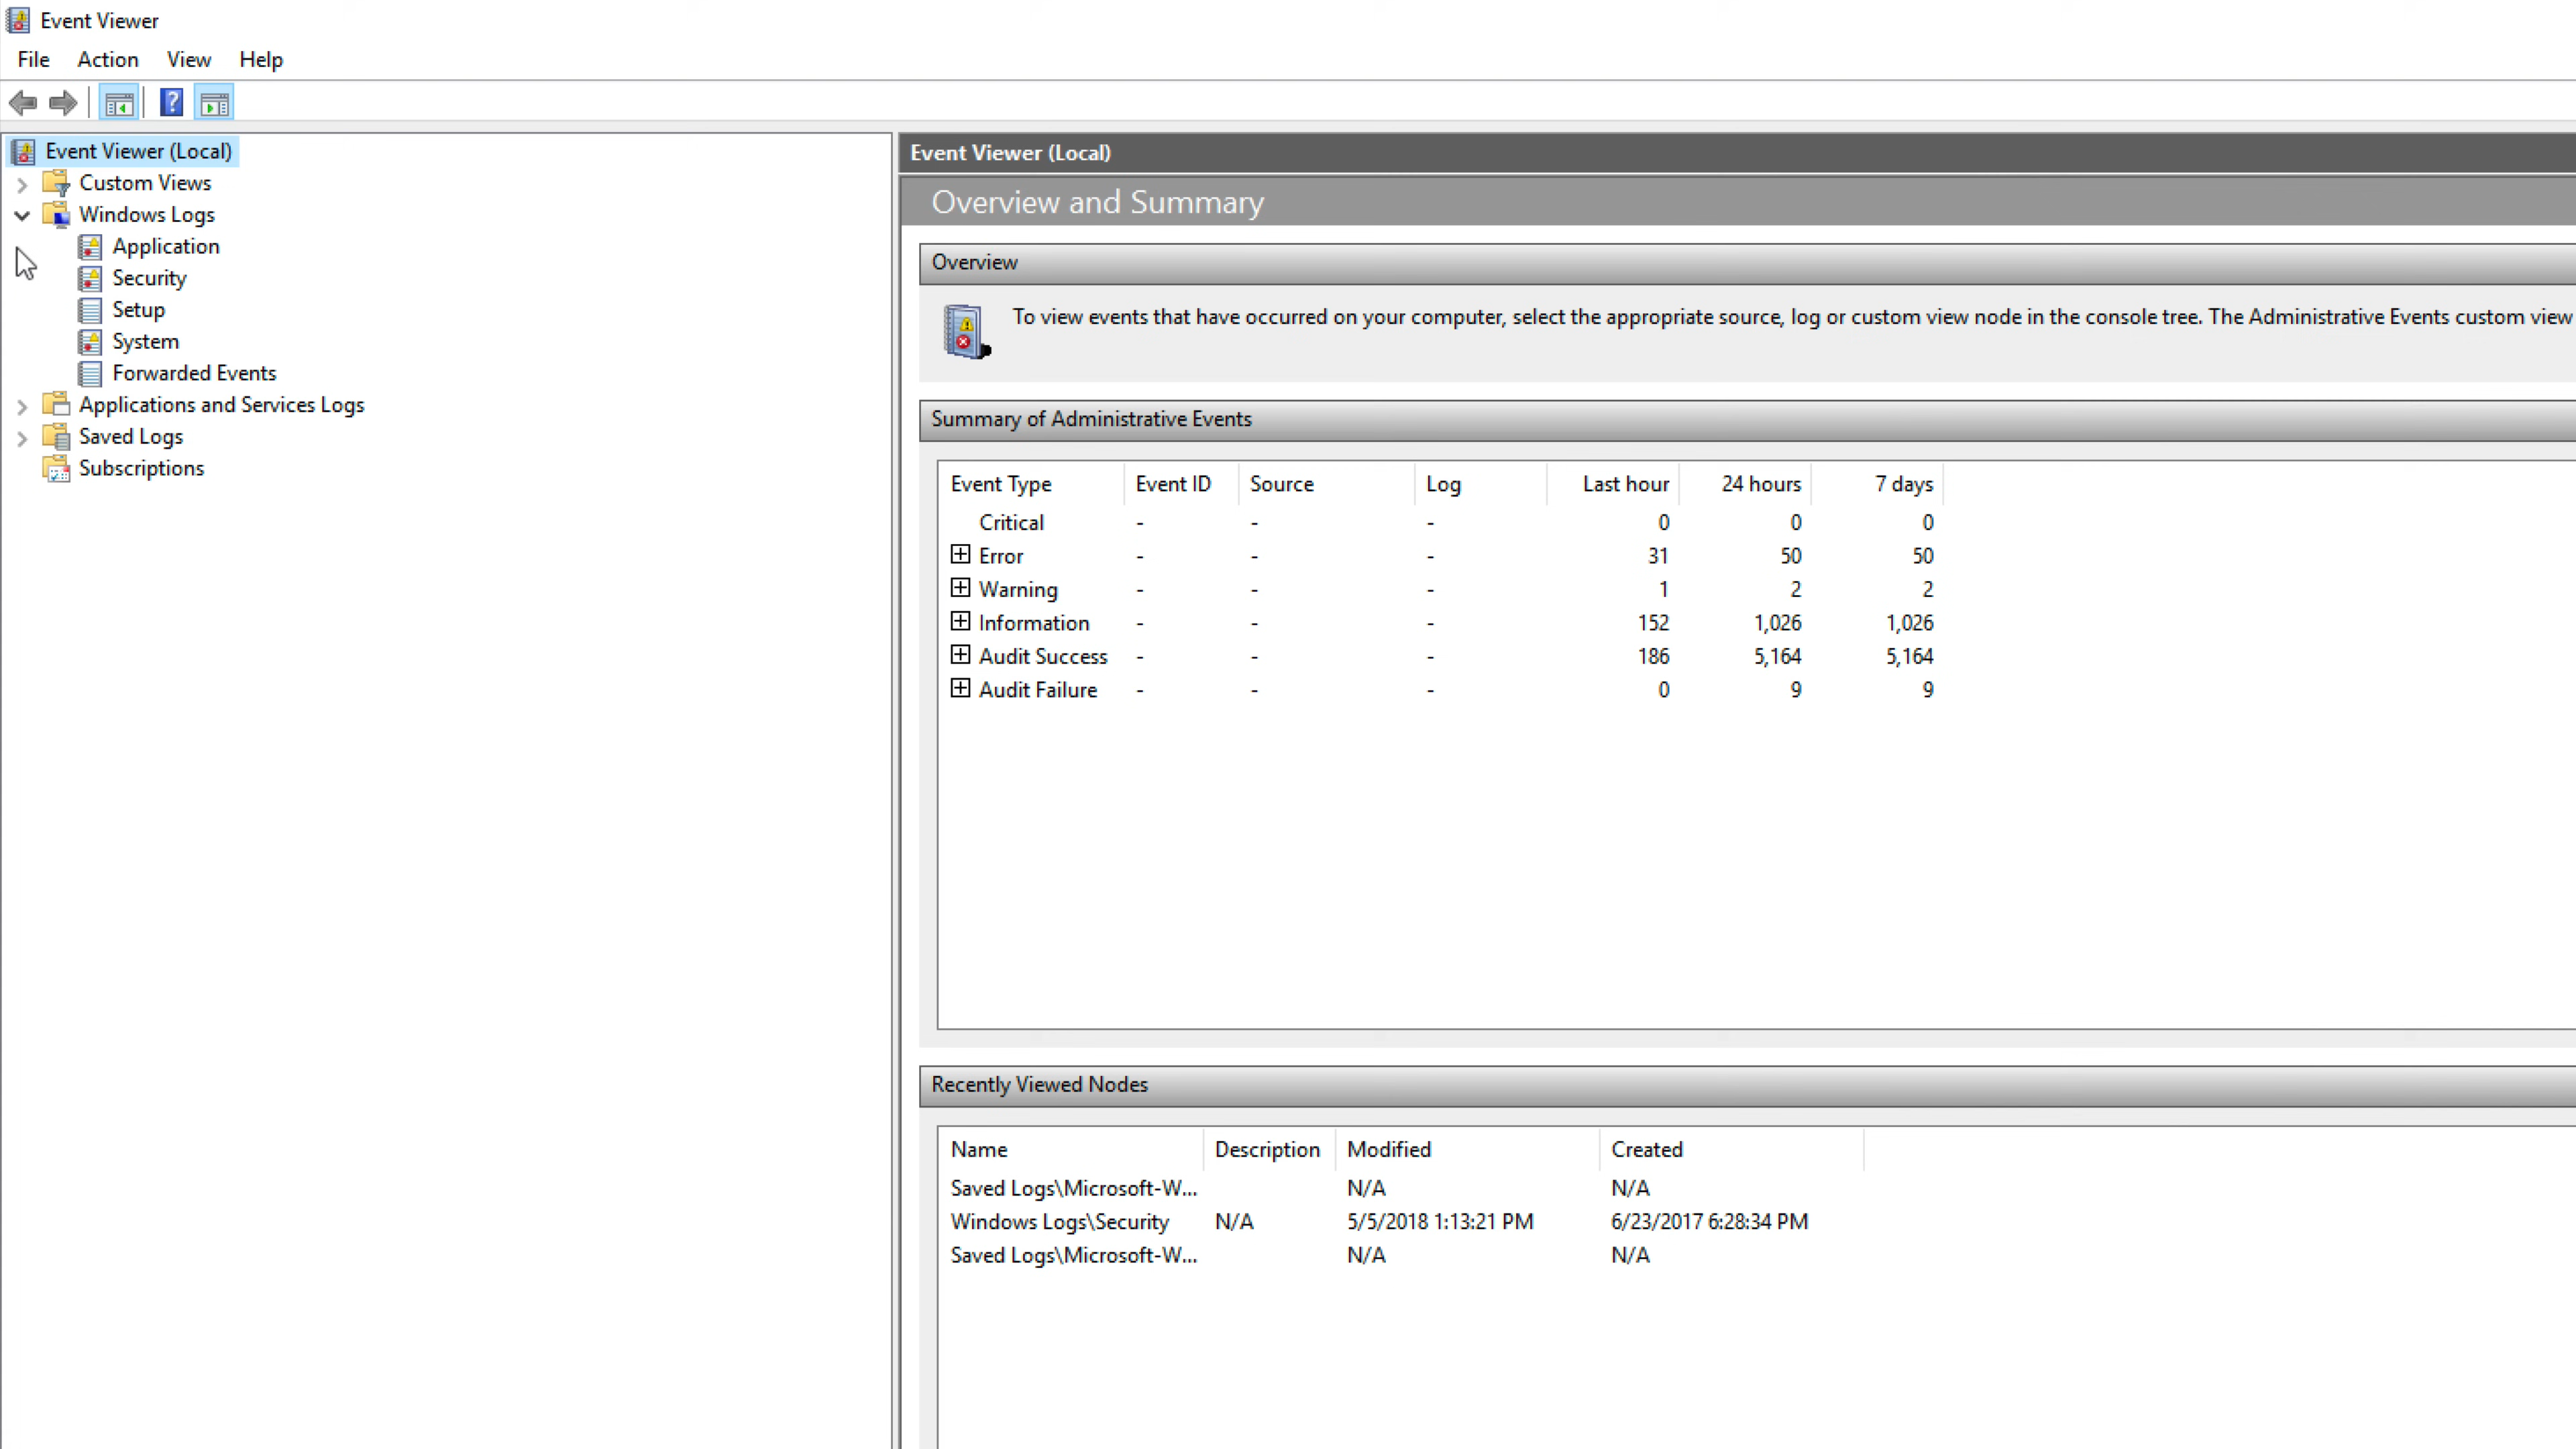 Event Viewer
File Action View Help
Event Viewer (Local)
Custom Views
Windows Logs
Application
Security
Setup
System
Forwarded Events
Applications and Services Logs
Saved Logs
Subscriptions
Event Viewer (Local)
Overview and Summary
Overview
To view events that have occurred on your computer, select the appropriate source, log or custom view node in the console tree. The Administrative Events custom view
Summary of Administrative Events
Event Type Event ID Source Log Last hour 24 hours 7 days
Critical - - - 0 0 0
Error - - - 31 50 50
Warning - - - 1 2 2
Information - - - 152 1,026 1,026
Audit Success - - - 186 5,164 5,164
Audit Failure - - - 0 9 9
Recently Viewed Nodes
Name Description Modified Created
Saved Logs\Microsoft-W... N/A N/A
Windows Logs\Security N/A 5/5/2018 1:13:21 PM 6/23/2017 6:28:34 PM
Saved Logs\Microsoft-W... N/A N/A